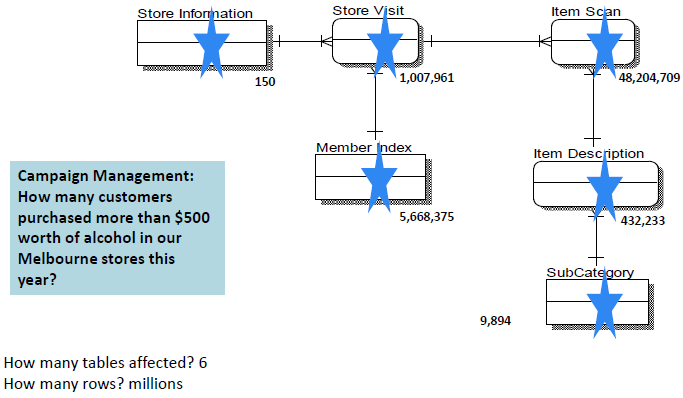 Store Information
Store Visit
Item Scan
150
1,007,961
48,204,709
Member Index
Item Description
5,668,375
432,233
Campaign Management:
How many customers
purchased more than $500
worth of alcohol in our
Melbourne stores this
year?
SubCategory
9,894
How many tables affected? 6
How many rows? millions